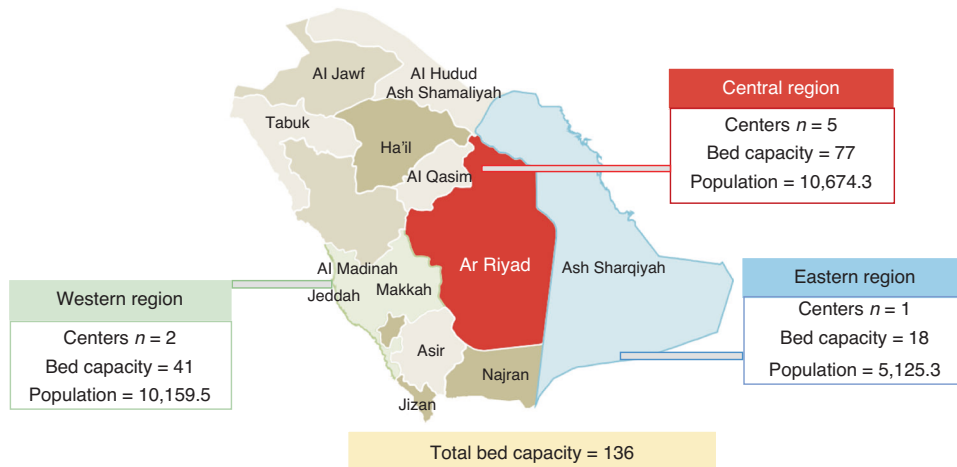 Al Jawf
Al Hudud
Ash Shamaliyah
Tabuk
Ha'il
Al Qasim
Central region
Centers n = 5
Bed capacity = 77
Population = 10,674.3
Ar Riyad
Ash Sharqiyah
Al Madinah
Jeddah
Makkah
Western region
Centers n = 2
Bed capacity = 41
Population = 10,159.5
Eastern region
Centers n = 1
Bed capacity = 18
Population = 5,125.3
Asir
Najran
Jizan
Total bed capacity = 136